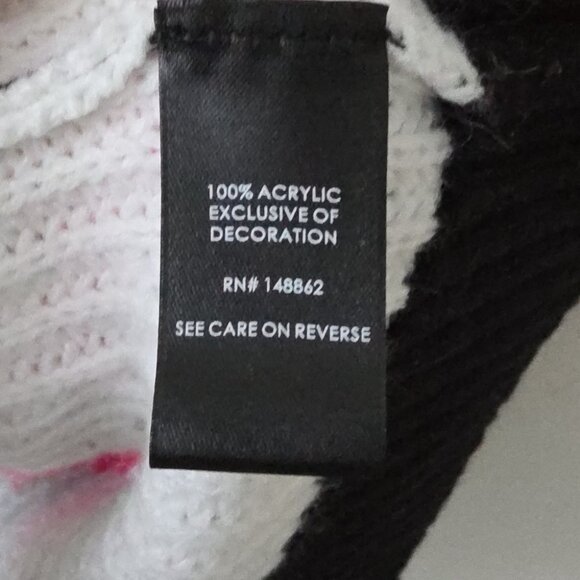 100% ACRYLIC
EXCLUSIVE OF
DECORATION
RN# 148862
SEE CARE ON REVERSE